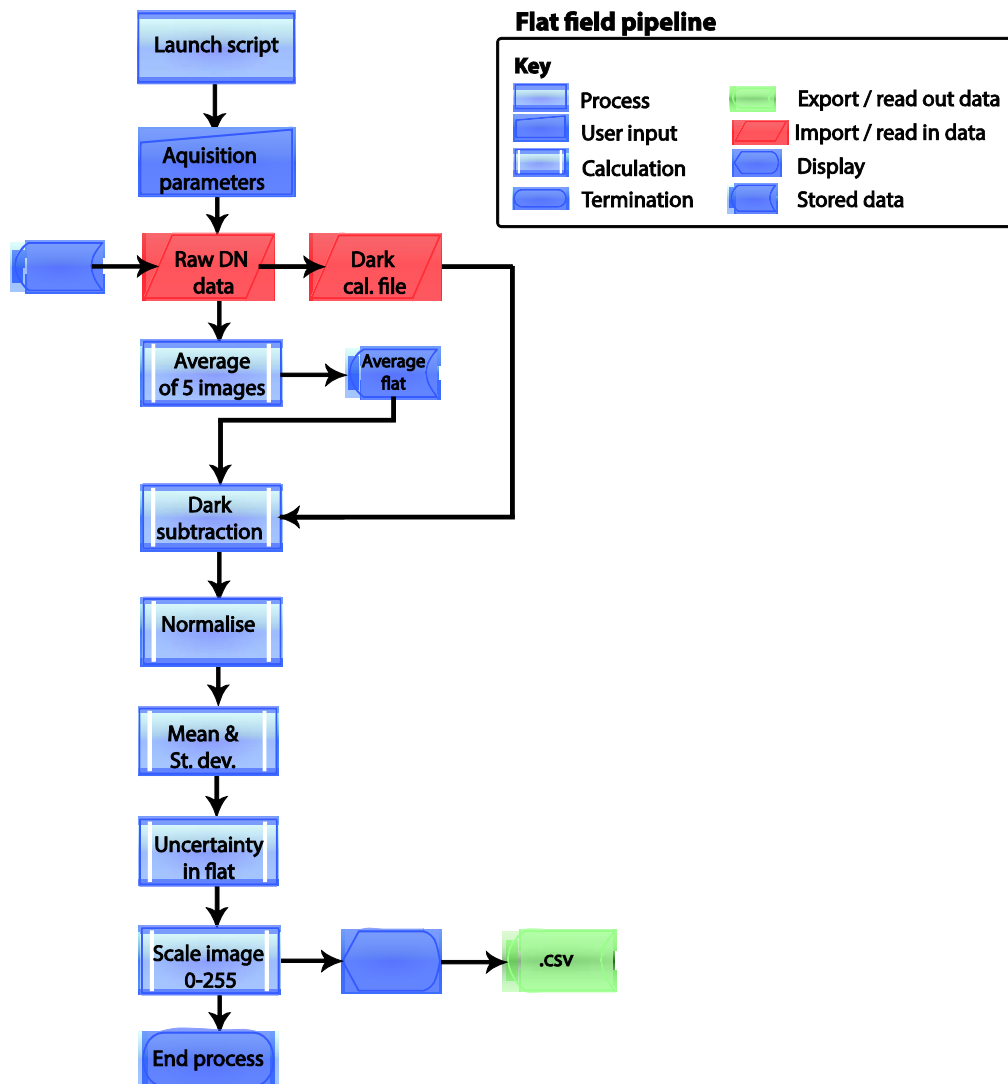 Flat field pipeline
Key
Process
User input
Calculation
Termination
Export / read out data
Import / read in data
Display
Stored data
Launch script
Aquisition
parameters
Raw DN
data
Dark
cal. file
Average
of 5 images
Average
flat
Dark
subtraction
Normalise
Mean &
St. dev.
Uncertainty
in flat
Scale image
0-255
.csv
End process